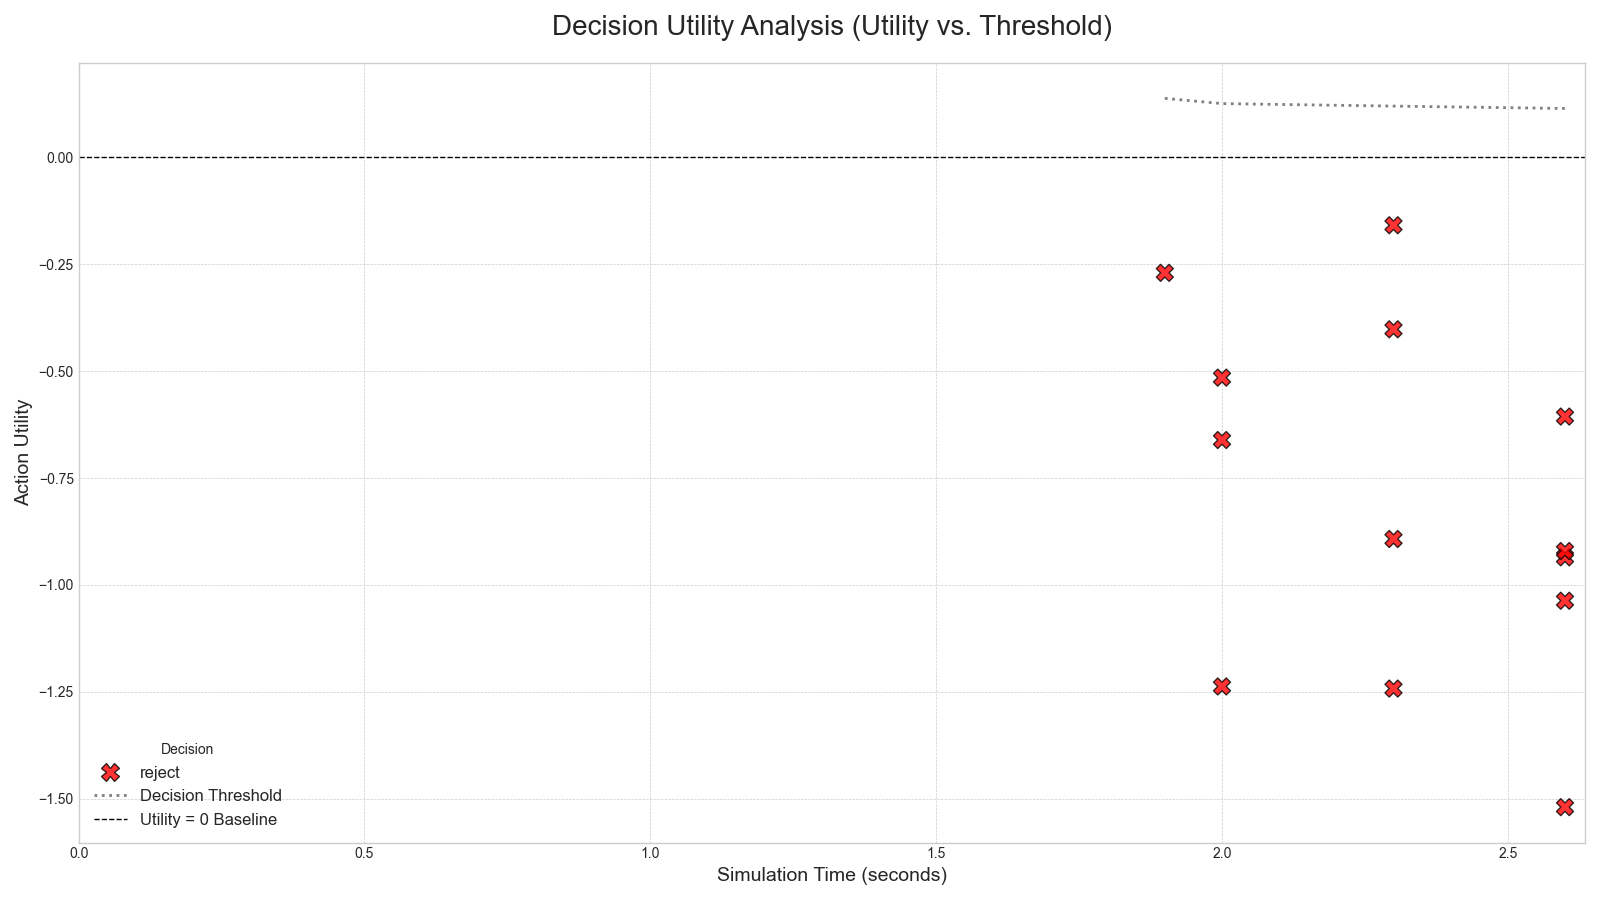 Decision Utility Analysis (Utility vs. Threshold)
Action Utility
0.00
−0.25
−0.50
−0.75
−1.00
−1.25
−1.50
Decision
reject
Decision Threshold
Utility = 0 Baseline
0.0 0.5 1.0 1.5 2.0 2.5
Simulation Time (seconds)